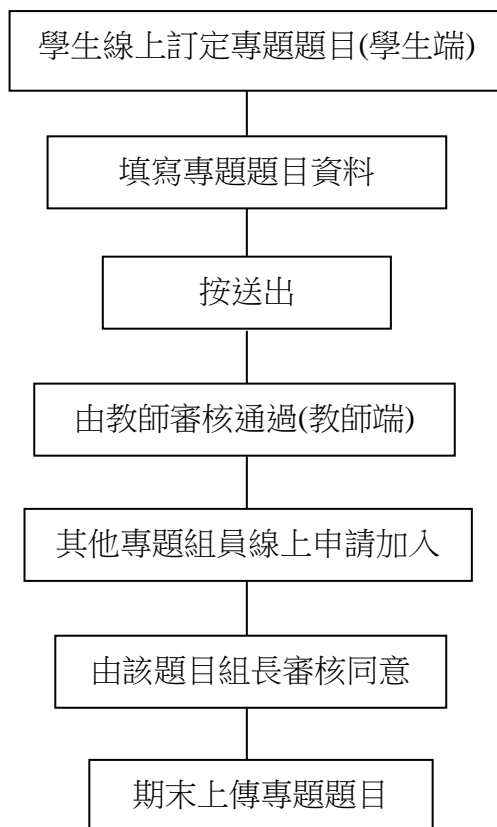 學生線上訂定專題題目(學生端)
填寫專題題目資料
按送出
由教師審核通過(教師端)
其他專題組員線上申請加入
由該題目組長審核同意
期末上傳專題題目